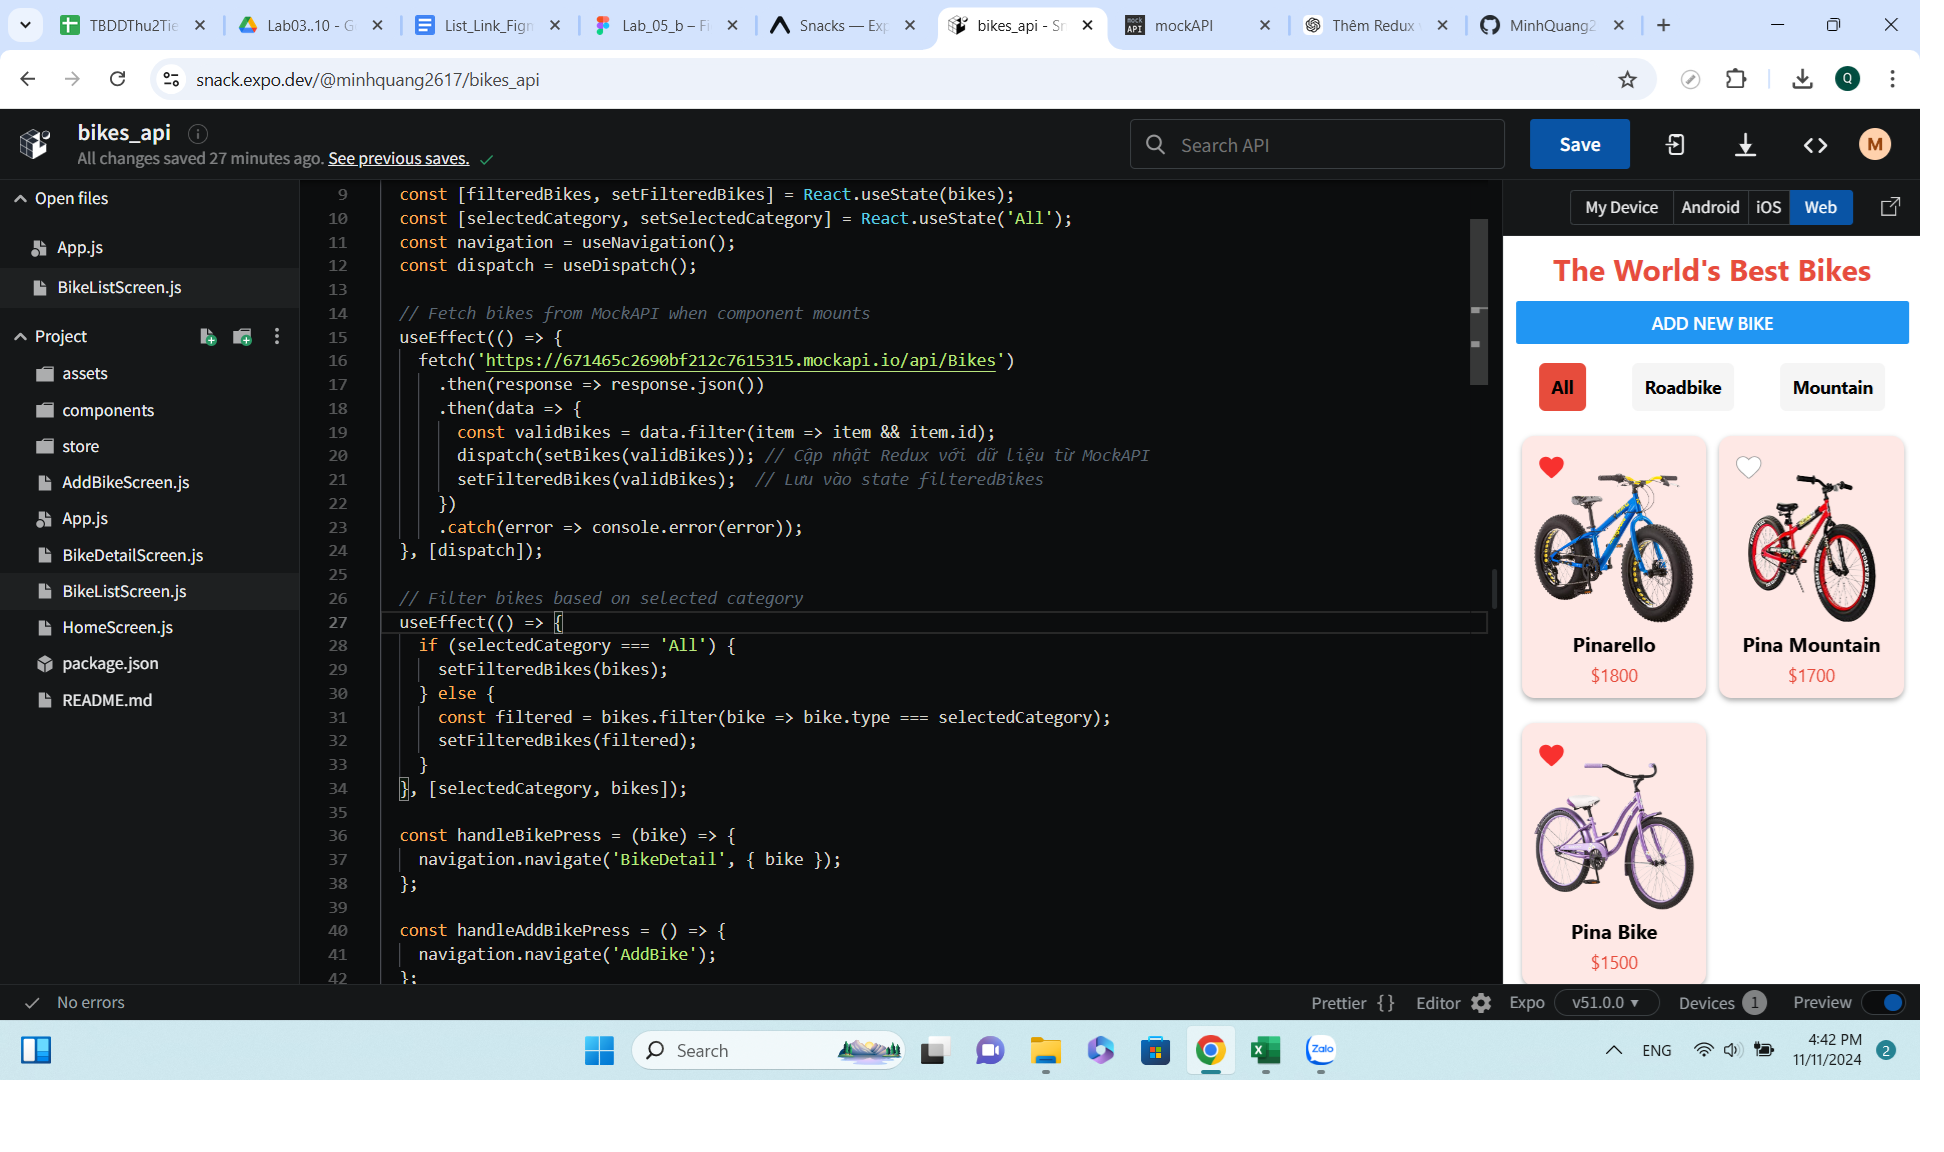 TBDDThu2Tie
Lab03..10 - G
List_Link_Fign
Lab_05_b – Fi
Snacks — Exp
bikes_api - Sn
mockAPI
Thêm Redux
MinhQuang2
snack.expo.dev/@minhquang2617/bikes_api
Q
bikes_api
All changes saved 27 minutes ago. See previous saves.
Search API
Save
M
Open files
App.js
BikeListScreen.js
Project
assets
components
store
AddBikeScreen.js
App.js
BikeDetailScreen.js
BikeListScreen.js
HomeScreen.js
package.json
README.md
9 const [filteredBikes, setFilteredBikes] = React.useState(bikes);
10 const [selectedCategory, setSelectedCategory] = React.useState('All');
11 const navigation = useNavigation();
12 const dispatch = useDispatch();
13
14 // Fetch bikes from MockAPI when component mounts
15 useEffect(() => {
16 fetch('https://671465c2690bf212c7615315.mockapi.io/api/Bikes')
17 .then(response => response.json())
18 .then(data => {
19 const validBikes = data.filter(item => item && item.id);
20 dispatch(setBikes(validBikes)); // Cập nhật Redux với dữ liệu từ MockAPI
21 setFilteredBikes(validBikes); // Lưu vào state filteredBikes
22 })
23 .catch(error => console.error(error));
24 }, [dispatch]);
25
26 // Filter bikes based on selected category
27 useEffect(() => {
28 if (selectedCategory === 'All') {
29 setFilteredBikes(bikes);
30 } else {
31 const filtered = bikes.filter(bike => bike.type === selectedCategory);
32 setFilteredBikes(filtered);
33 }
34 }, [selectedCategory, bikes]);
35
36 const handleBikePress = (bike) => {
37 navigation.navigate('BikeDetail', { bike });
38 };
39
40 const handleAddBikePress = () => {
41 navigation.navigate('AddBike');
42 };
My Device Android iOS Web
The World's Best Bikes
ADD NEW BIKE
All Roadbike Mountain
Pinarello
$1800
Pina Mountain
$1700
Pina Bike
$1500
No errors
Prettier {} Editor Expo v51.0.0 Devices 1 Preview
Search
Zalo
ENG
4:42 PM
11/11/2024
2